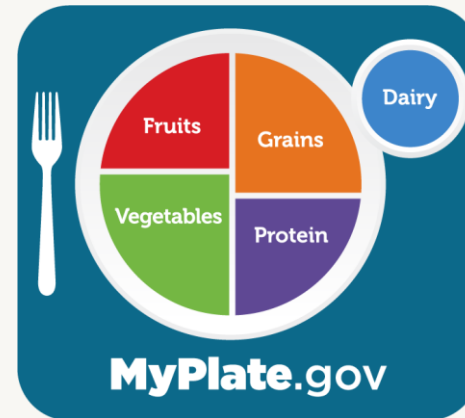 Dairy
Fruits
Grains
Vegetables
Protein
MyPlate.gov